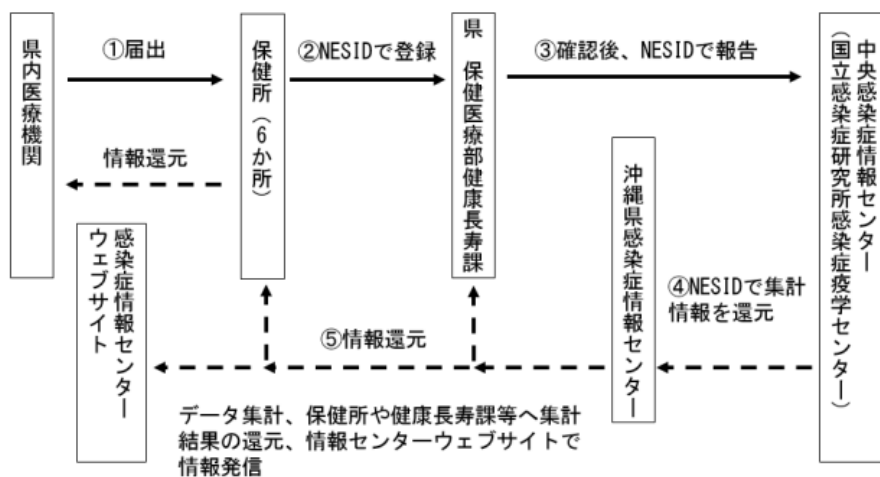 県内医療機関
①届出
保健所（6か所）
②NESIDで登録
県　保健医療部健康長寿課
③確認後、NESIDで報告
中央感染症情報センター
（国立感染症研究所感染症疫学センター）
情報還元
感染症情報センター
ウェブサイト
沖縄県感染症情報センター
④NESIDで集計
情報を還元
⑤情報還元
データ集計、保健所や健康長寿課等へ集計
結果の還元、情報センターウェブサイトで
情報発信